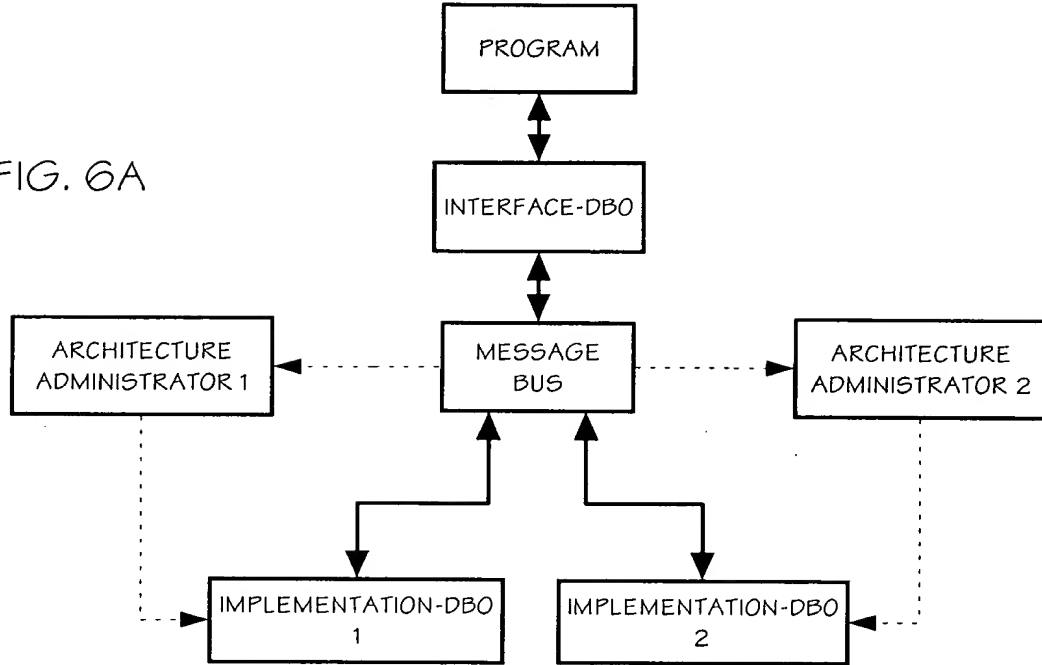 PROGRAM
FIG. 6A
INTERFACE-DBO
ARCHITECTURE
ADMINISTRATOR 1
MESSAGE
BUS
ARCHITECTURE
ADMINISTRATOR 2
IMPLEMENTATION-DBO
1
IMPLEMENTATION-DBO
2